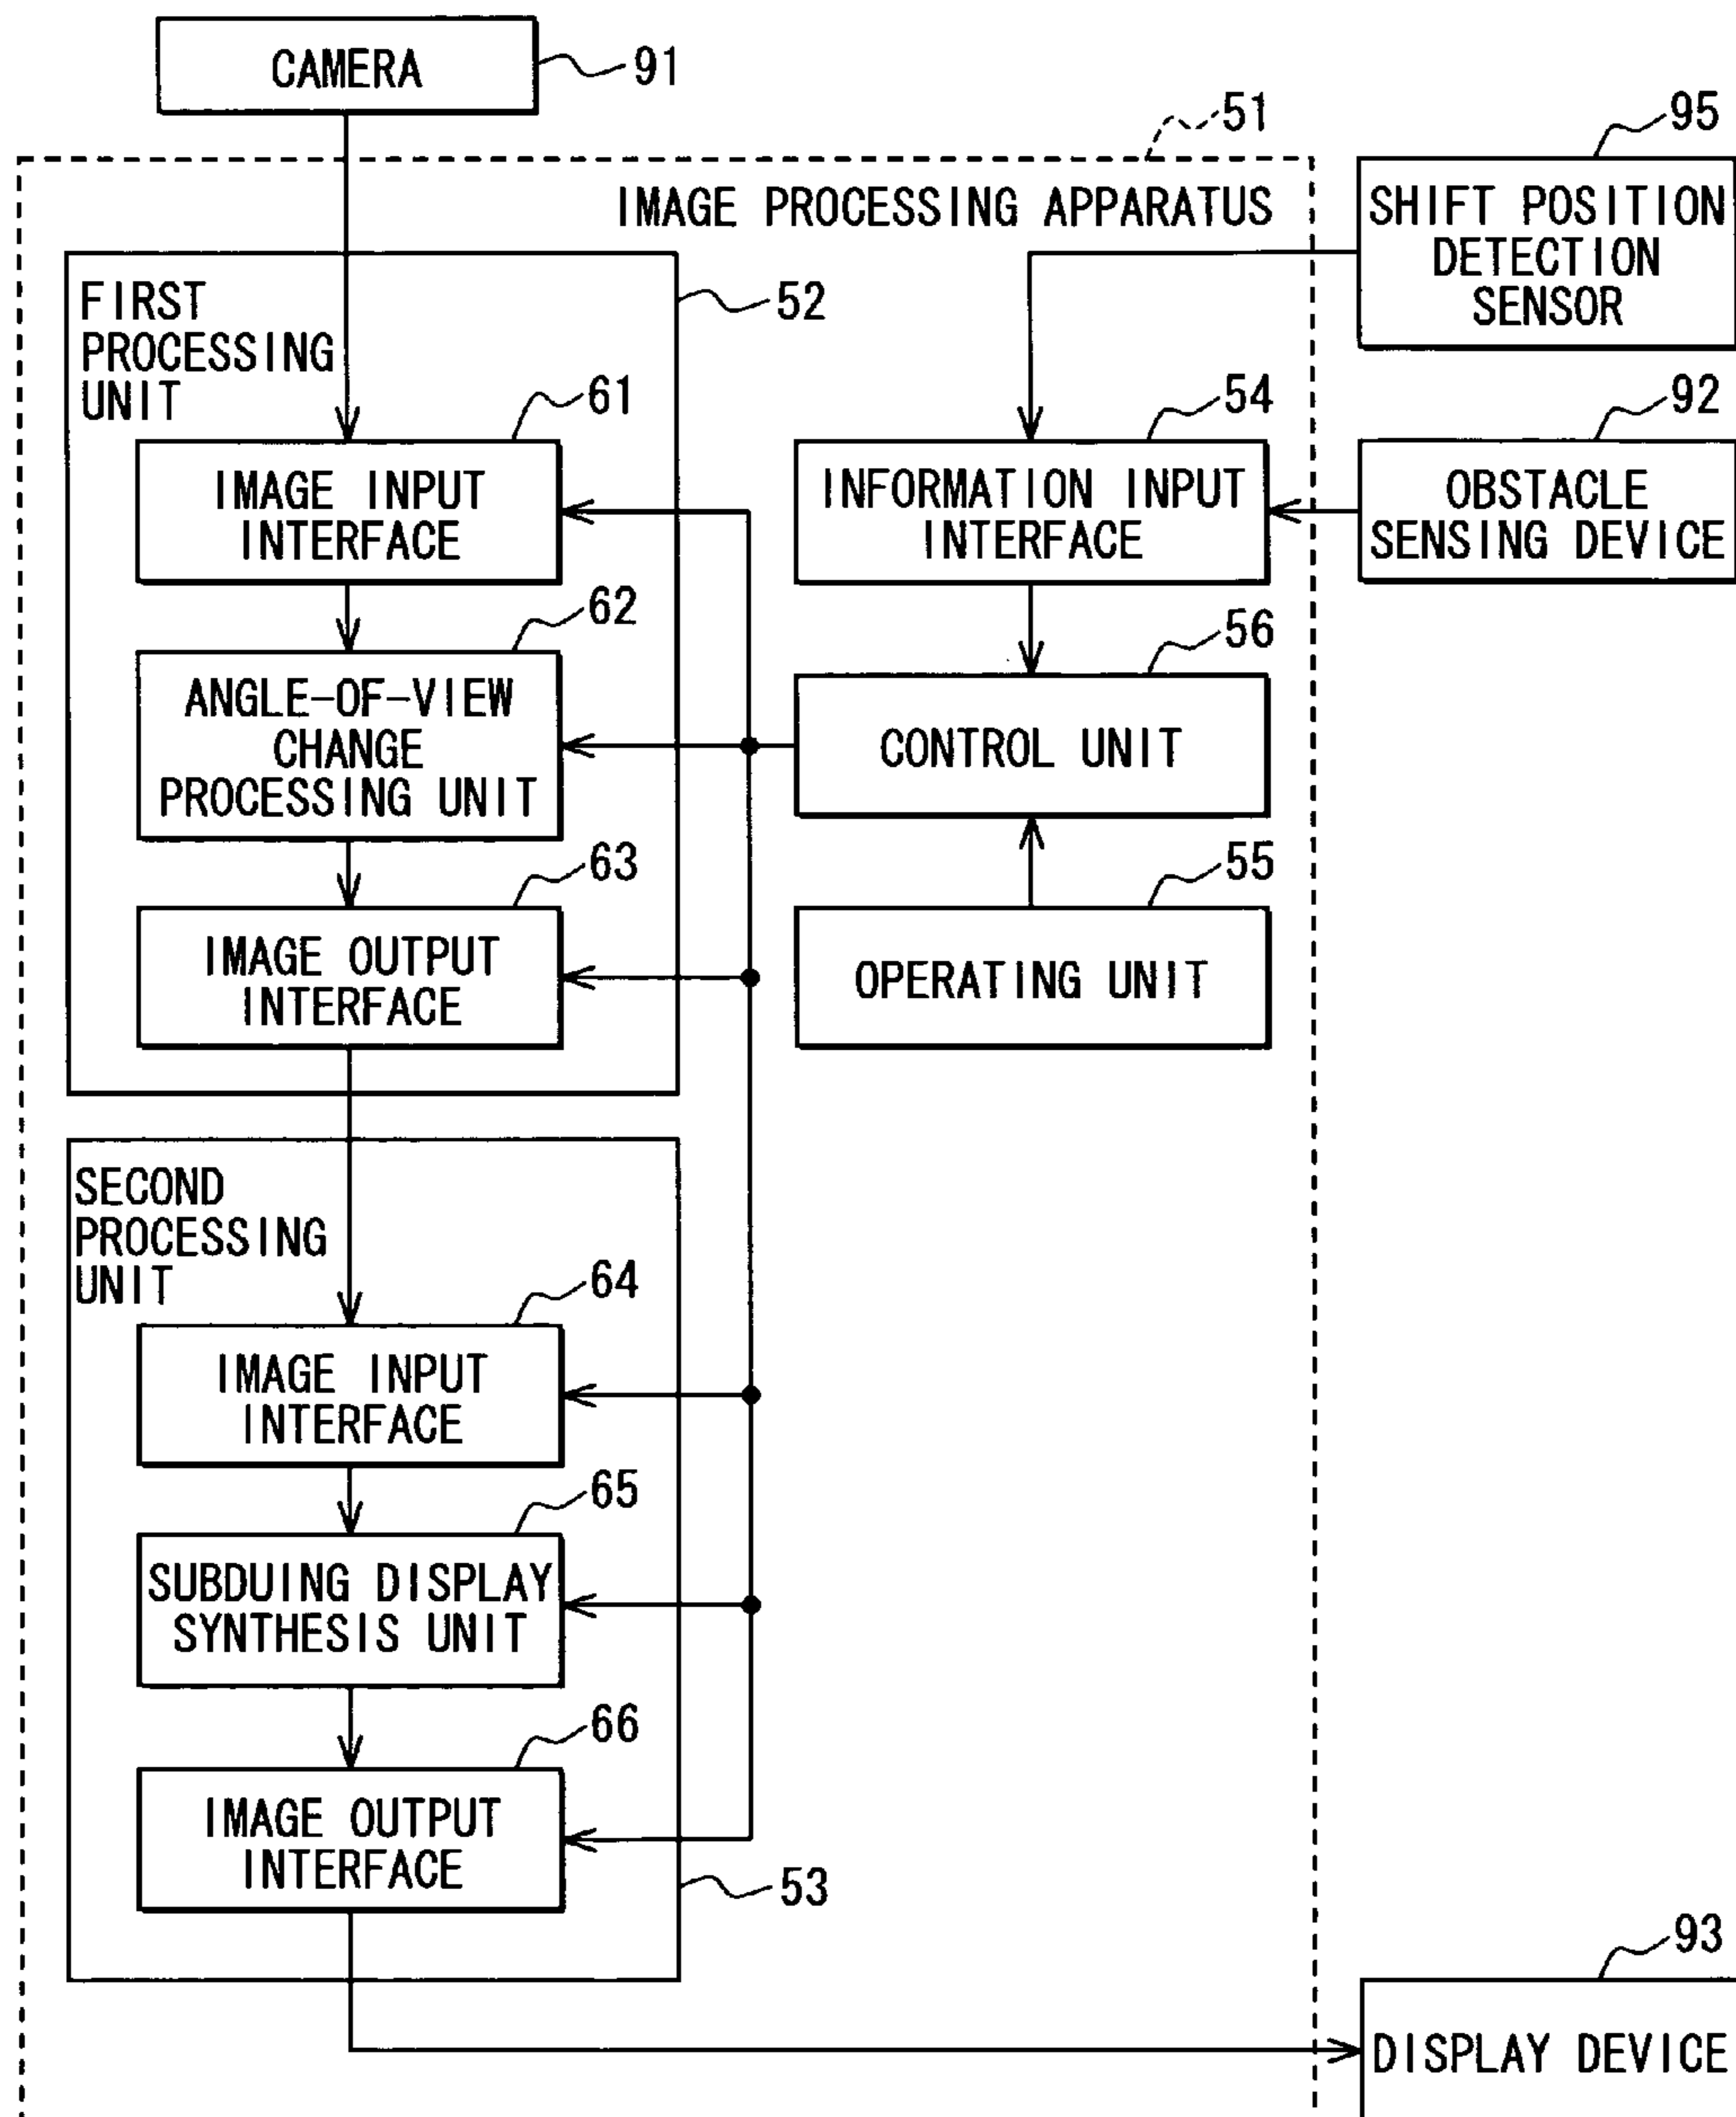 CAMERA
91
51
95
IMAGE PROCESSING APPARATUS
SHIFT POSITION
DETECTION
SENSOR
FIRST
PROCESSING
UNIT
52
61
54
92
IMAGE INPUT
INTERFACE
INFORMATION INPUT
INTERFACE
OBSTACLE
SENSING DEVICE
62
56
ANGLE-OF-VIEW
CHANGE
PROCESSING UNIT
CONTROL UNIT
63
55
IMAGE OUTPUT
INTERFACE
OPERATING UNIT
SECOND
PROCESSING
UNIT
64
IMAGE INPUT
INTERFACE
65
SUBDUING DISPLAY
SYNTHESIS UNIT
66
IMAGE OUTPUT
INTERFACE
53
93
DISPLAY DEVICE